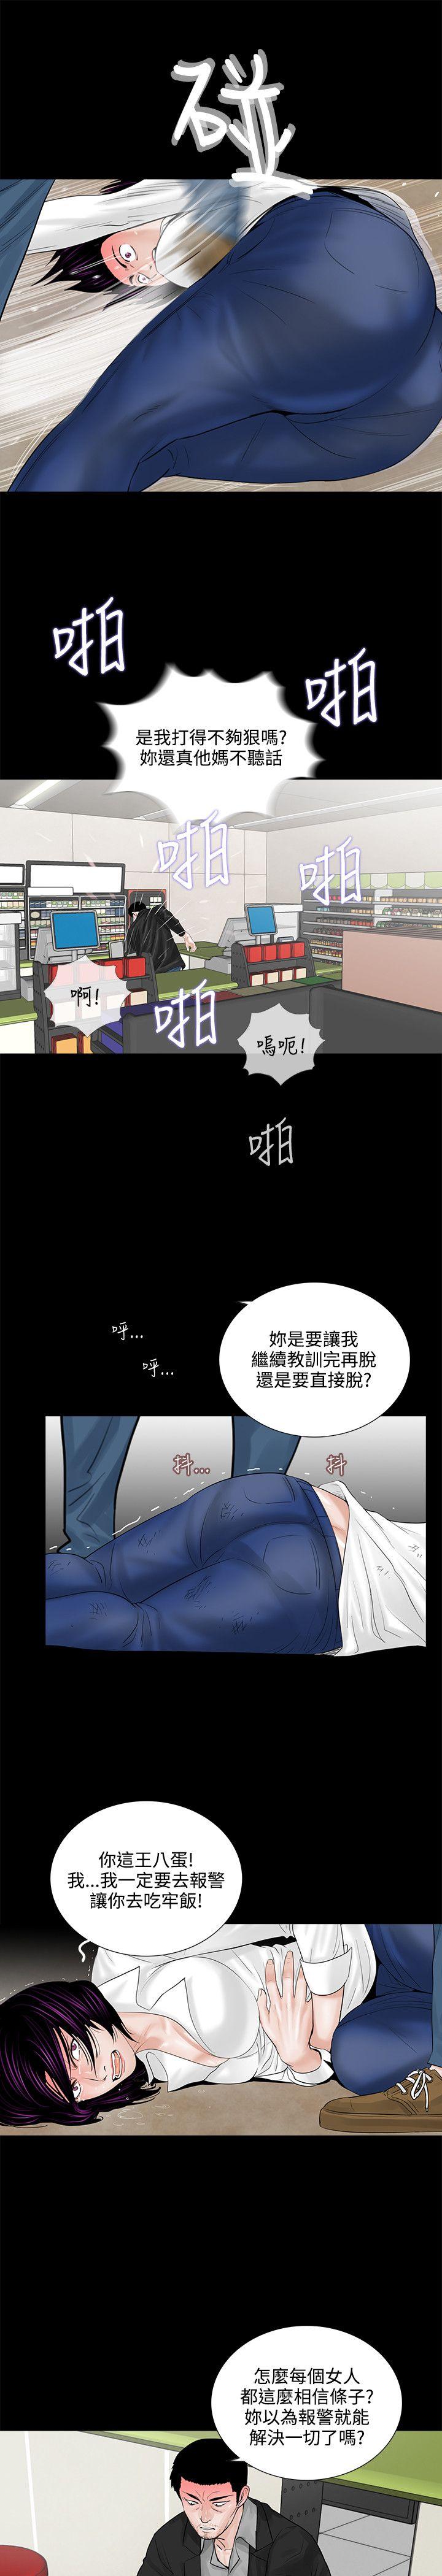 碰
啪
啪
是我打得不夠狠嗎?
妳還真他媽不聽話
啪
啪
啊!
啪
嗚呃!
啪
呼...
呼...
妳是要讓我
繼續教訓完再脫
還是要直接脫?
抖...
抖
你這王八蛋!
我...我一定要去報警
讓你去吃牢飯!
怎麼每個女人
都這麼相信條子?
妳以為報警就能
解決一切了嗎?